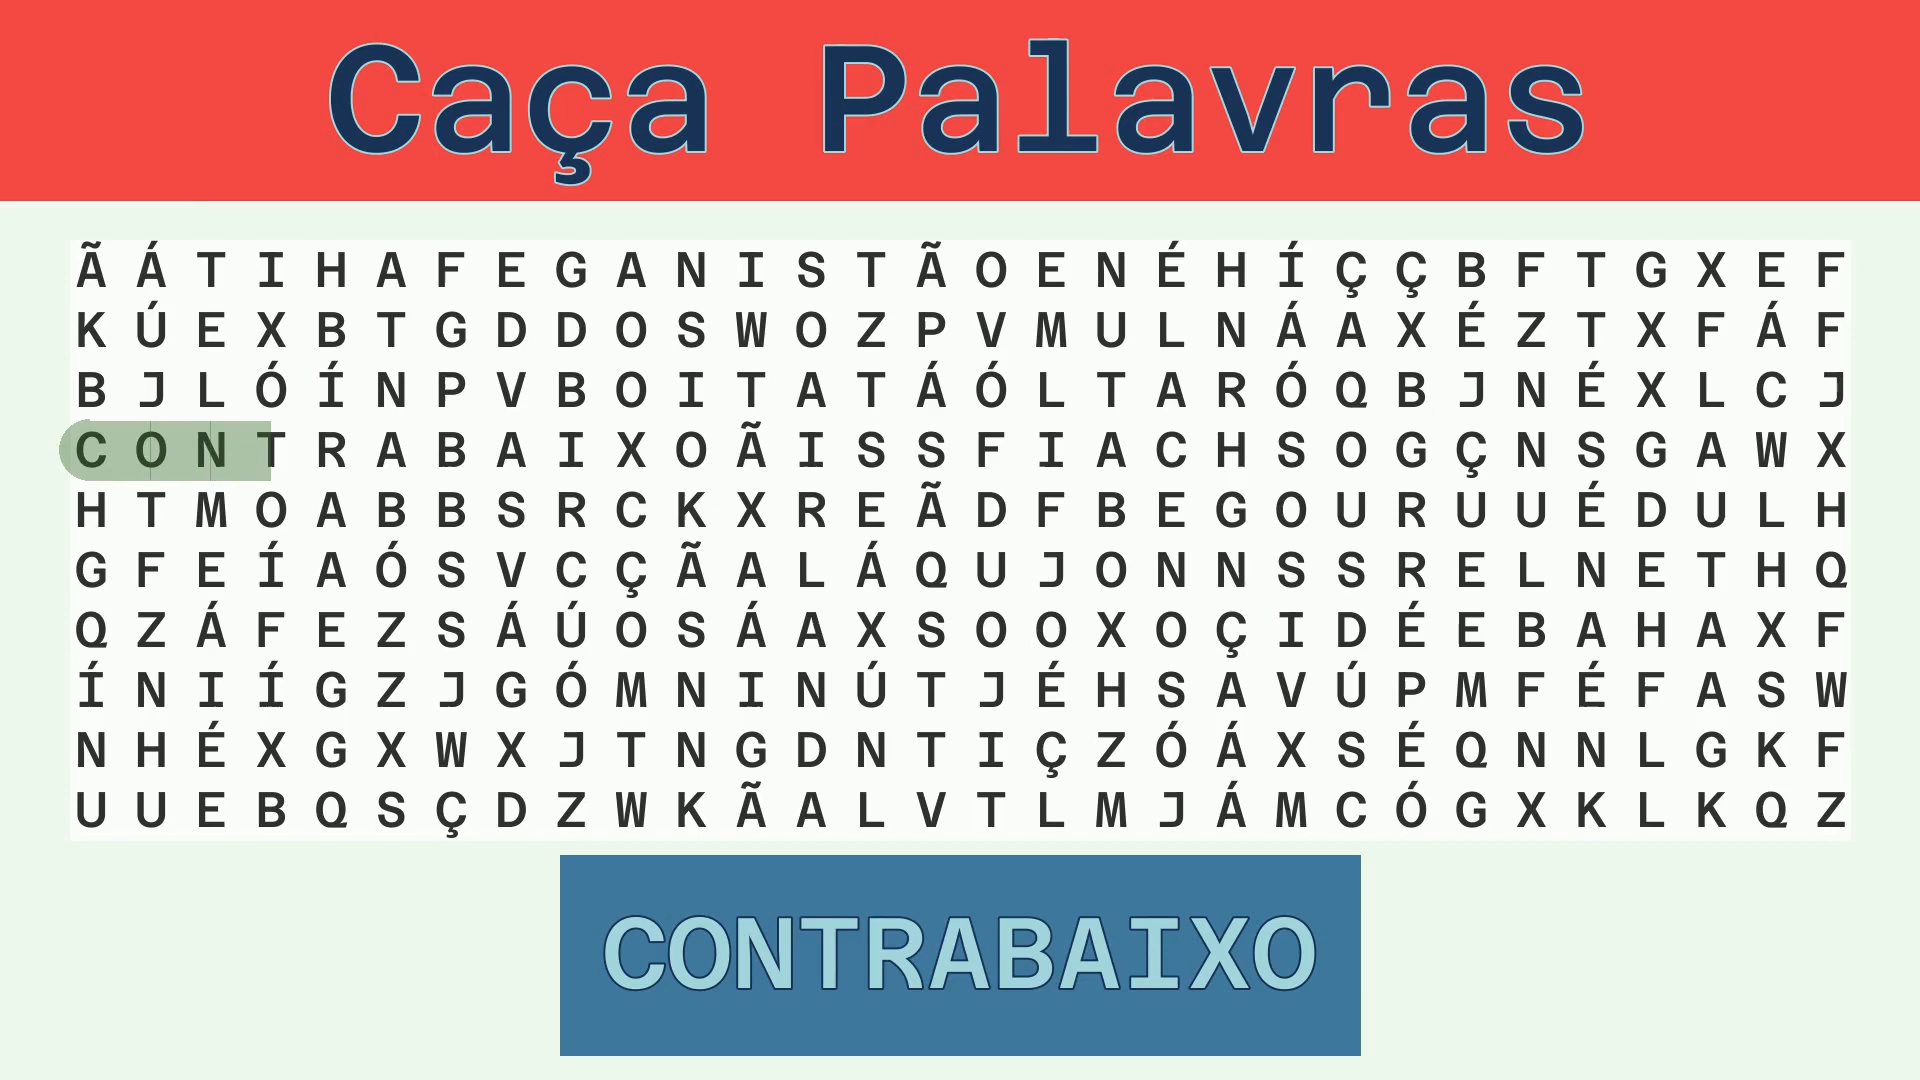 Caça Palavras
Ã Á T I H A F E G A N I S T Ã O E N É H Í Ç Ç B F T G X E F
K Ú E X B T G D D O S W O Z P V M U L N Á A X É Z T X F Á F
B J L Ó Í N P V B O I T A T Á Ó L T A R Ó Q B J N É X L C J
C O N T R A B A I X O Ã I S S F I A C H S O G Ç N S G A W X
H T M O A B B S R C K X R E Ã D F B E G O U R U U É D U L H
G F E Í A Ó S V C Ç Ã A L Á Q U J O N N S S R E L N E T H Q
Q Z Á F E Z S Á Ú O S Á A X S O O X O Ç I D É E B A H A X F
Í N I Í G Z J G Ó M N I N Ú T J É H S A V Ú P M F É F A S W
N H É X G X W X J T N G D N T I Ç Z Ó Á X S É Q N N L G K F
U U E B Q S Ç D Z W K Ã A L V T L M J Á M C Ó G X K L K Q Z
CONTRABAIXO